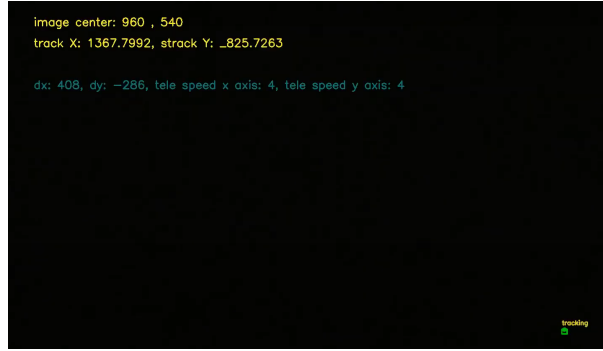 image center: 960 , 540
track X: 1367.7992, strack Y: _825.7263
dx: 408, dy: −286, tele speed x axis: 4, tele speed y axis: 4
tracking